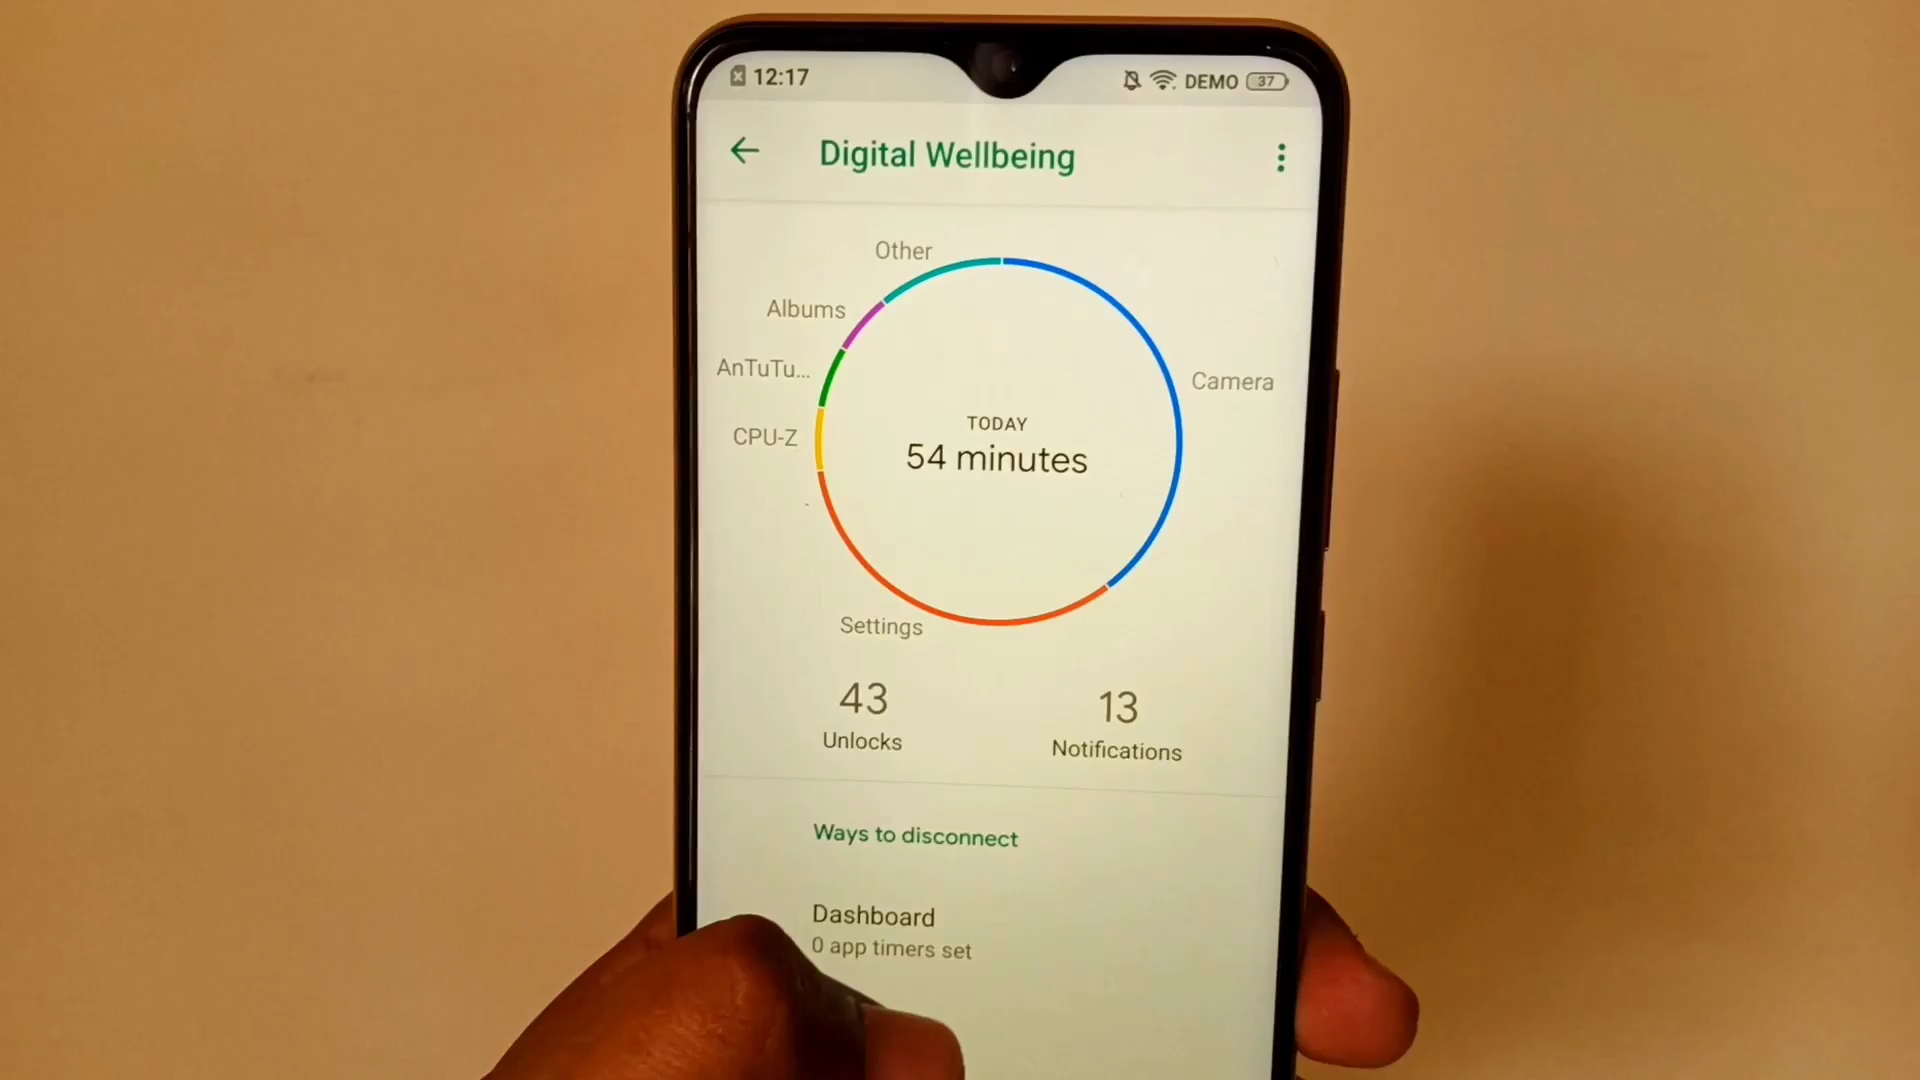 12:17 DEMO 37
Digital Wellbeing
Other
Albums
AnTuTu...
Camera
CPU-Z
TODAY
54 minutes
Settings
43 13
Unlocks Notifications
Ways to disconnect
Dashboard
0 app timers set